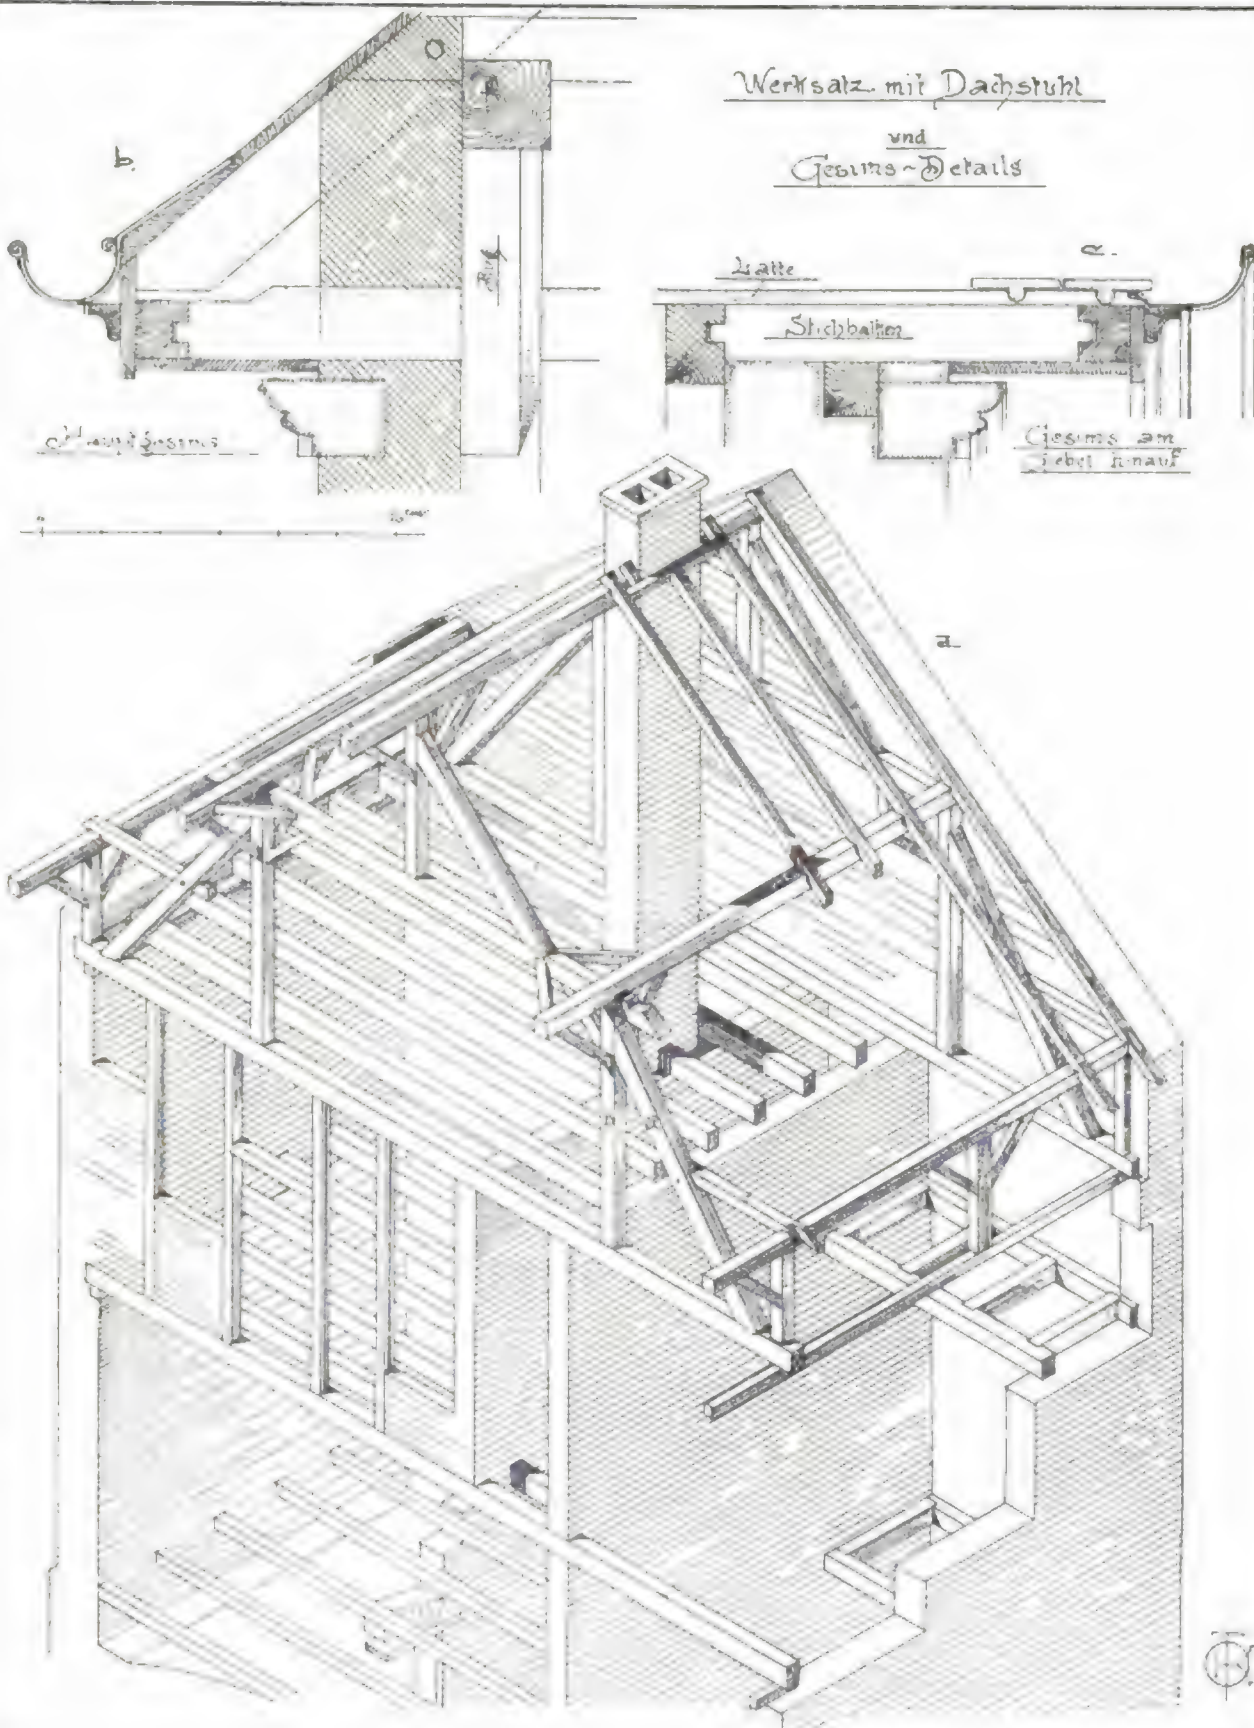 Werksatz mit Dachstuhl
und
Gesims-Details
b.
c.
Latte
Stichbalken
Hauptgesims
Gesims am
Giebel hinauf
a.